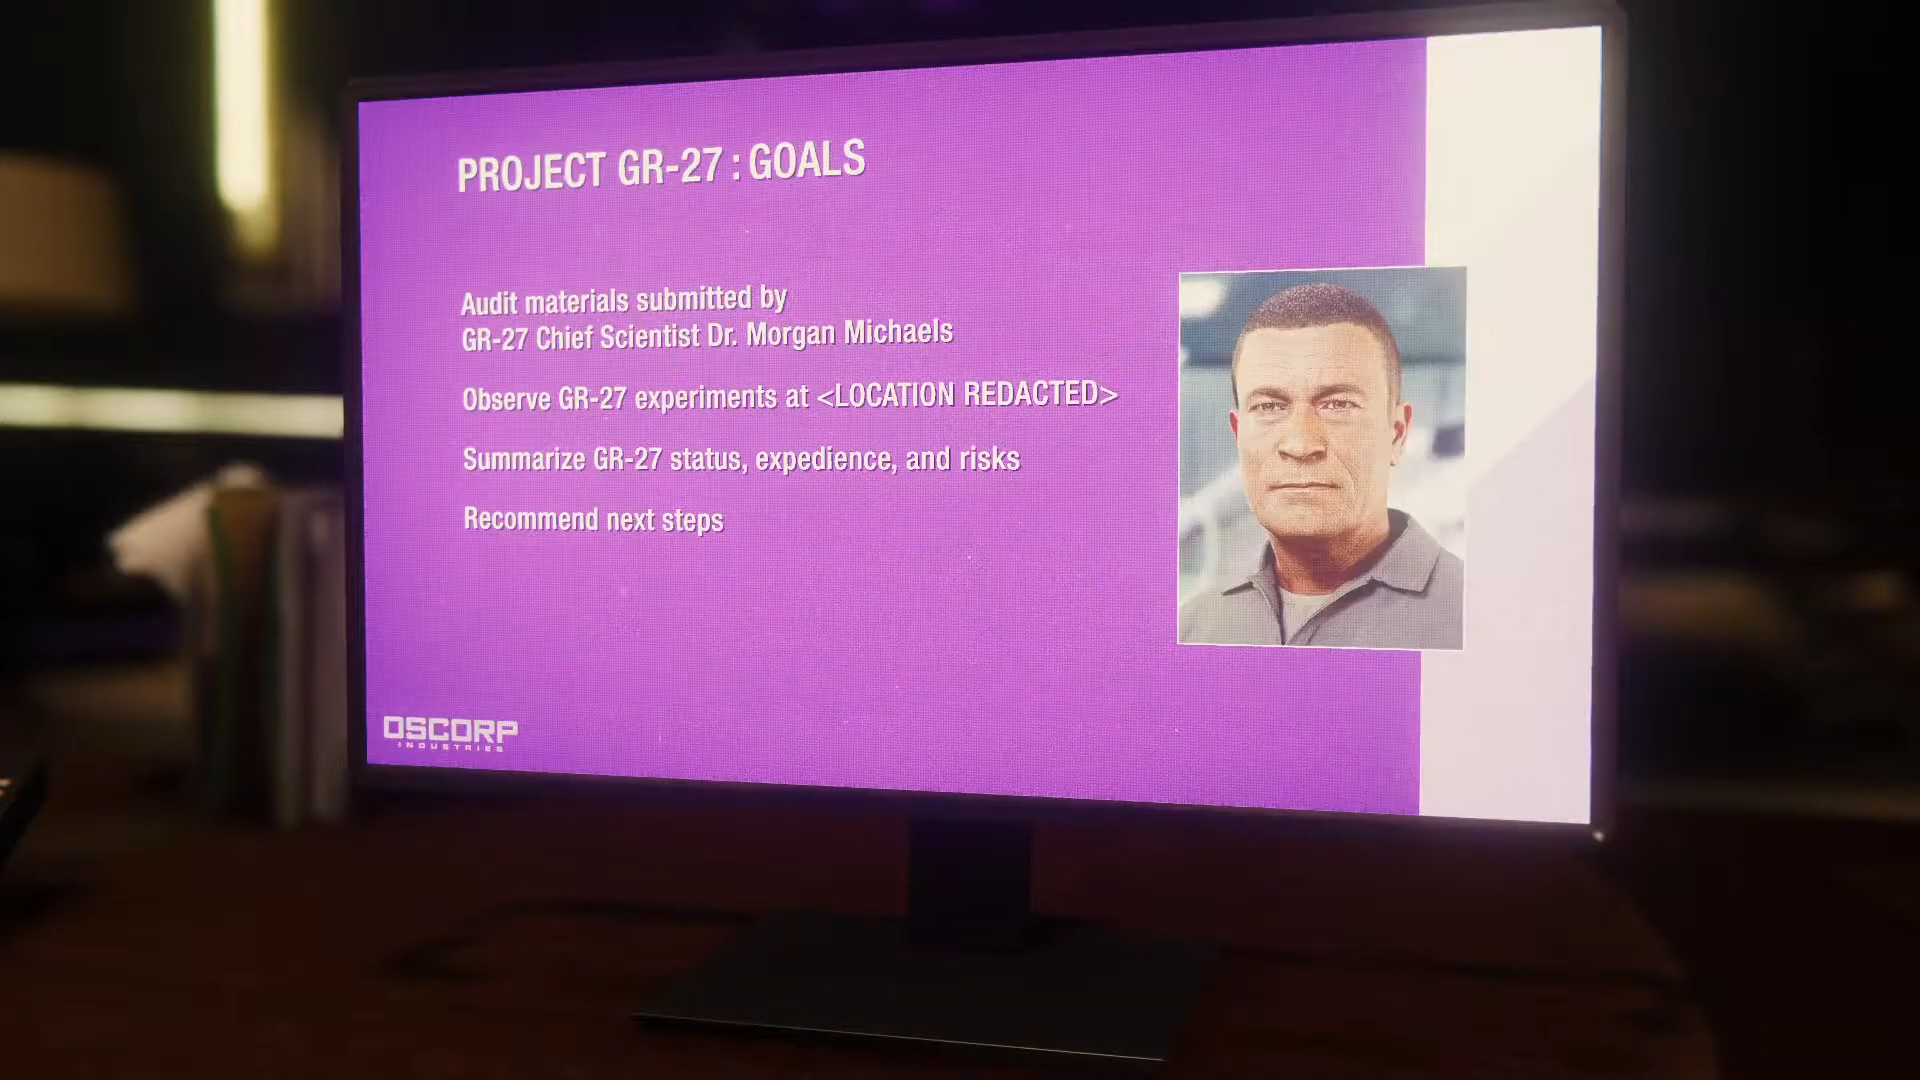 PROJECT GR-27 : GOALS
Audit materials submitted by
GR-27 Chief Scientist Dr. Morgan Michaels
Observe GR-27 experiments at <LOCATION REDACTED>
Summarize GR-27 status, expedience, and risks
Recommend next steps
OSCORP
INDUSTRIES